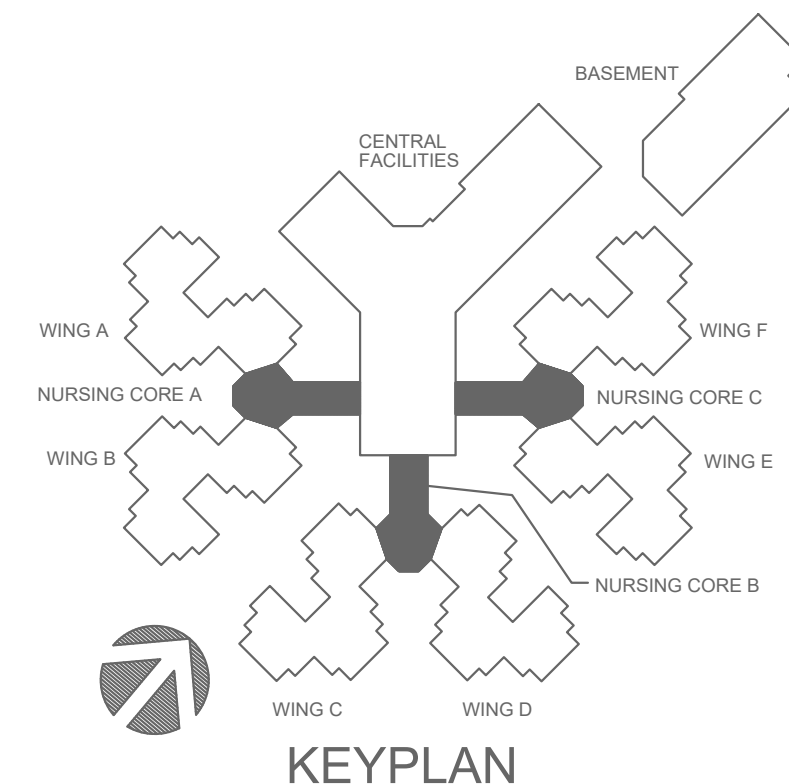 BASEMENT
CENTRAL
FACILITIES
WING A
WING F
NURSING CORE A
NURSING CORE C
WING B
WING E
NURSING CORE B
WING C
WING D
KEYPLAN